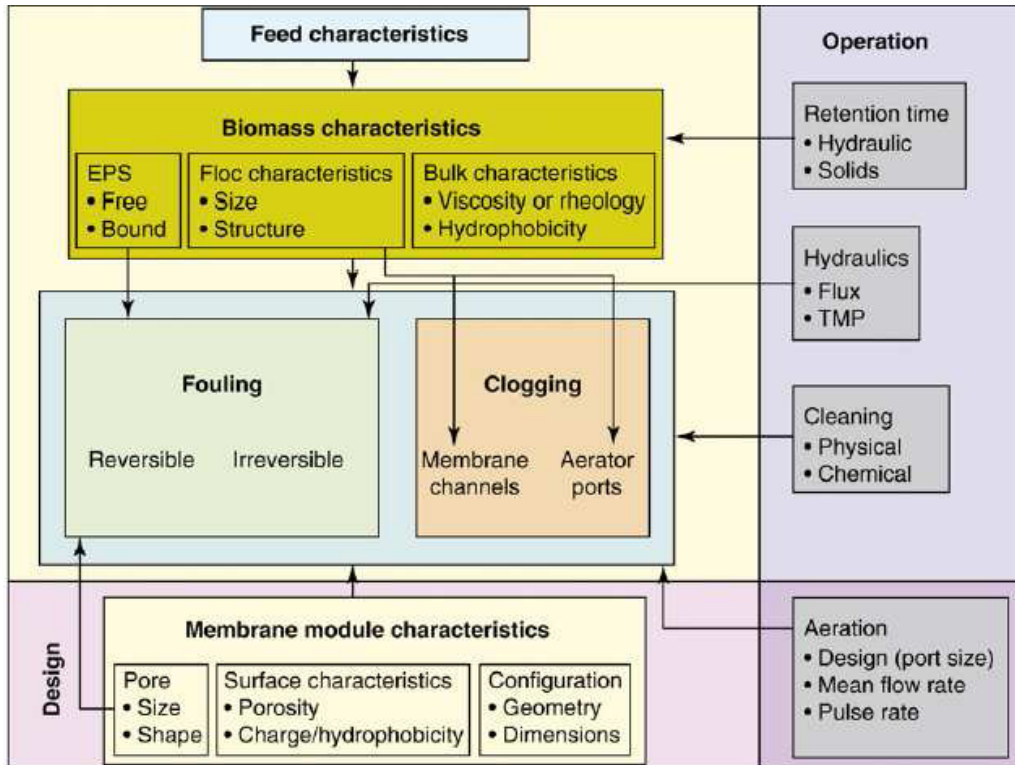 Feed characteristics
Biomass characteristics
EPS
• Free
• Bound
Floc characteristics
• Size
• Structure
Bulk characteristics
• Viscosity or rheology
• Hydrophobicity
Fouling
Reversible
Irreversible
Clogging
Membrane
channels
Aerator
ports
Operation
Retention time
• Hydraulic
• Solids
Hydraulics
• Flux
• TMP
Cleaning
• Physical
• Chemical
Design
Membrane module characteristics
Pore
• Size
• Shape
Surface characteristics
• Porosity
• Charge/hydrophobicity
Configuration
• Geometry
• Dimensions
Aeration
• Design (port size)
• Mean flow rate
• Pulse rate